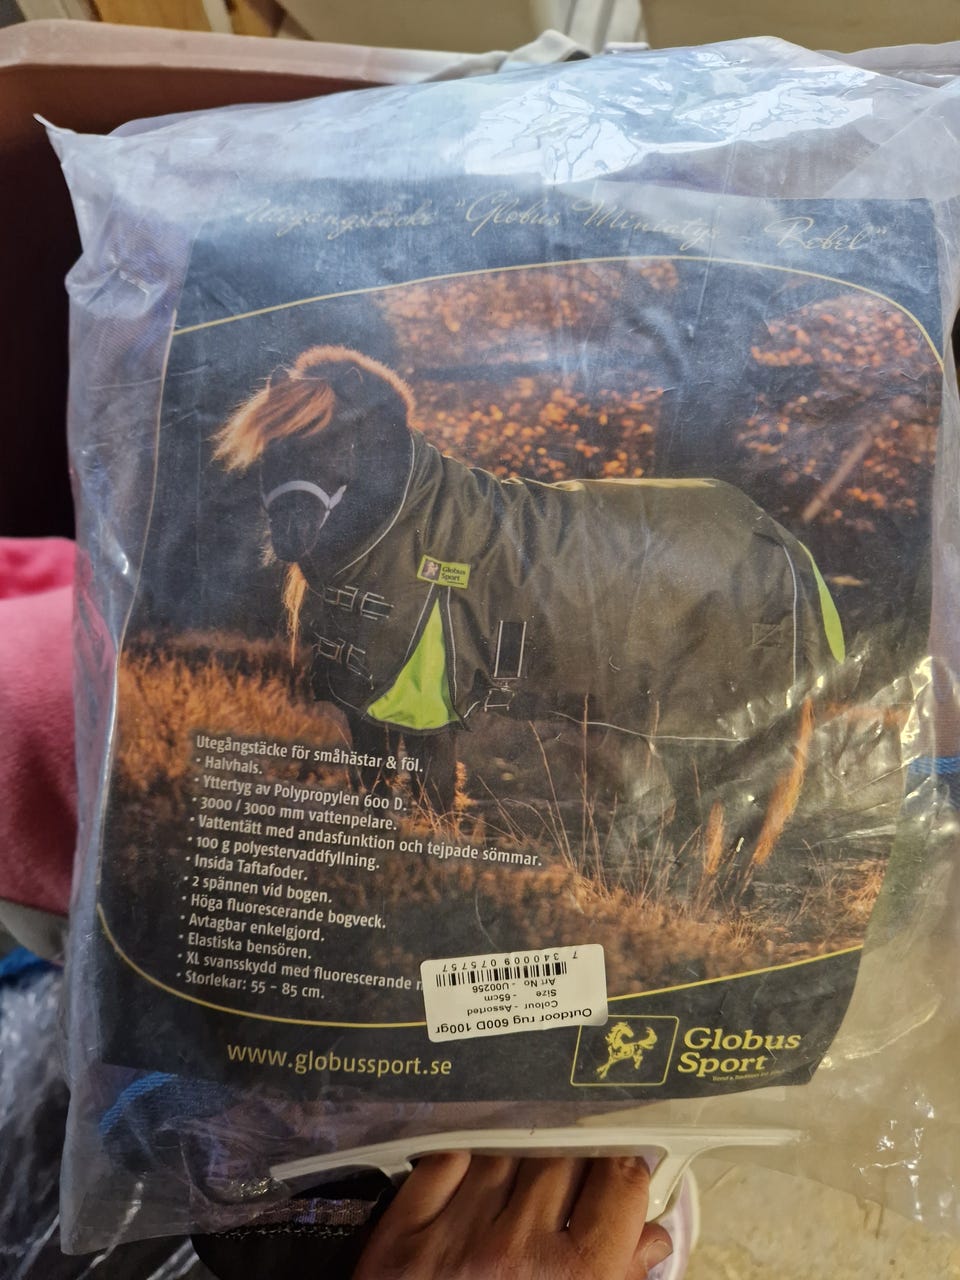 Utegångstäcke "Globus Miniatyr - Rebel"
Globus
Sport
Utegångstäcke för småhästar & föl.
• Halvhals.
• Yttertyg av Polypropylen 600 D.
• 3000 / 3000 mm vattenpelare.
• Vattentätt med andasfunktion och tejpade sömmar.
• 100 g polyestervaddfyllning.
• Insida Taftafoder.
• 2 spännen vid bogen.
• Höga fluorescerande bogveck.
• Avtagbar enkelgjord.
• Elastiska bensören.
• XL svansskydd med fluorescerande
• Storlekar: 55 – 85 cm.
Outdoor rug 600D 100gr
Colour - Assorted
Size - 65cm
Art No - U00256
7 340009 075757
www.globussport.se
Globus
Sport